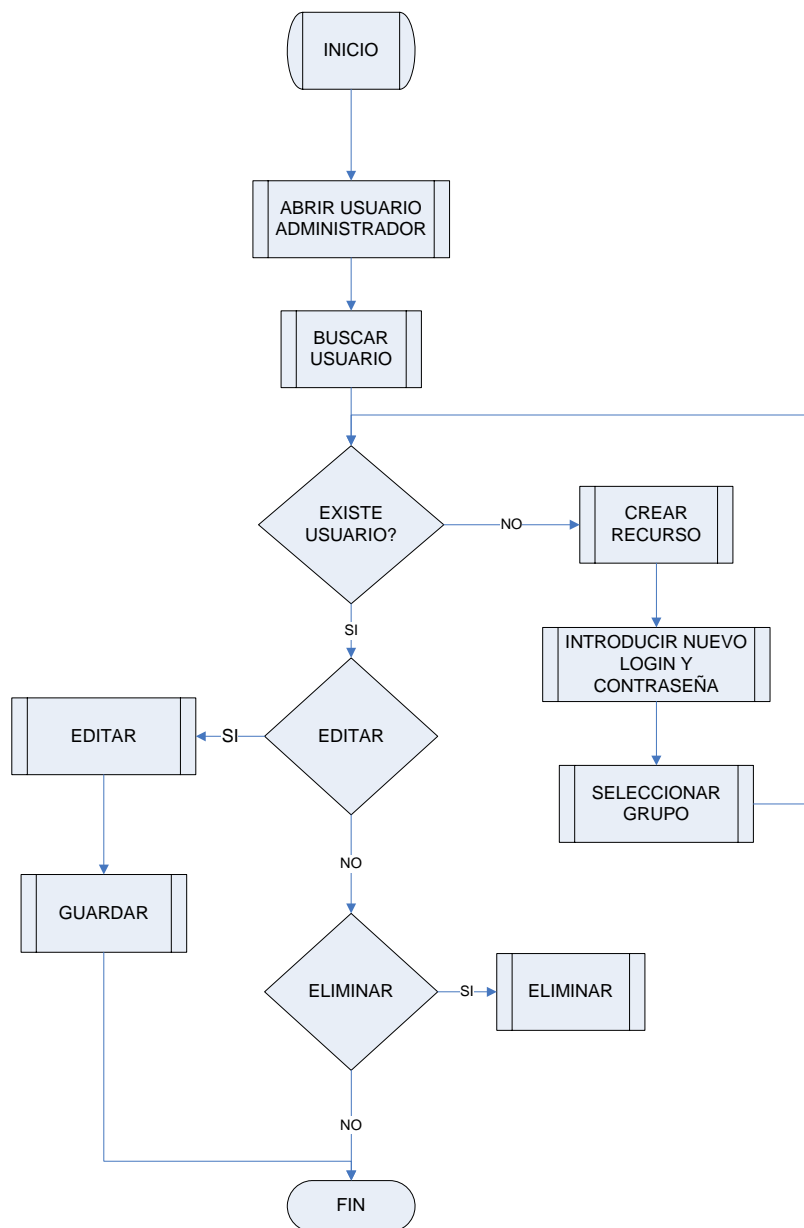 INICIO
ABRIR USUARIO
ADMINISTRADOR
BUSCAR
USUARIO
EXISTE
USUARIO?
NO
CREAR
RECURSO
SI
INTRODUCIR NUEVO
LOGIN Y
CONTRASEÑA
EDITAR
SI
EDITAR
SELECCIONAR
GRUPO
NO
GUARDAR
ELIMINAR
SI
ELIMINAR
NO
FIN